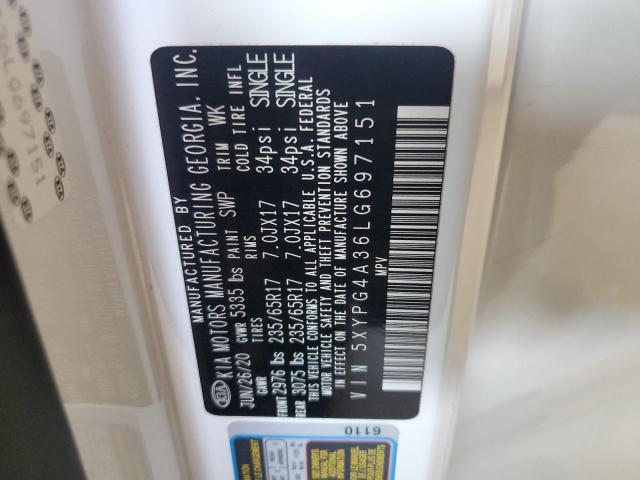 MANUFACTURED BY
KIA KIA MOTORS MANUFACTURING GEORGIA, INC.
JUN/26/20 GVWR 5335 lbs PAINT SWP TRIM WK
GAWR TIRES RIMS COLD TIRE INFL
FRONT 2976 lbs 235/65R17 7.0JX17 34psi SINGLE
REAR 3075 lbs 235/65R17 7.0JX17 34psi SINGLE
THIS VEHICLE CONFORMS TO ALL APPLICABLE U.S.A. FEDERAL
MOTOR VEHICLE SAFETY AND THEFT PREVENTION STANDARDS
IN EFFECT ON THE DATE OF MANUFACTURE SHOWN ABOVE
VIN 5XYPG4A36LG697151
MPV
6110